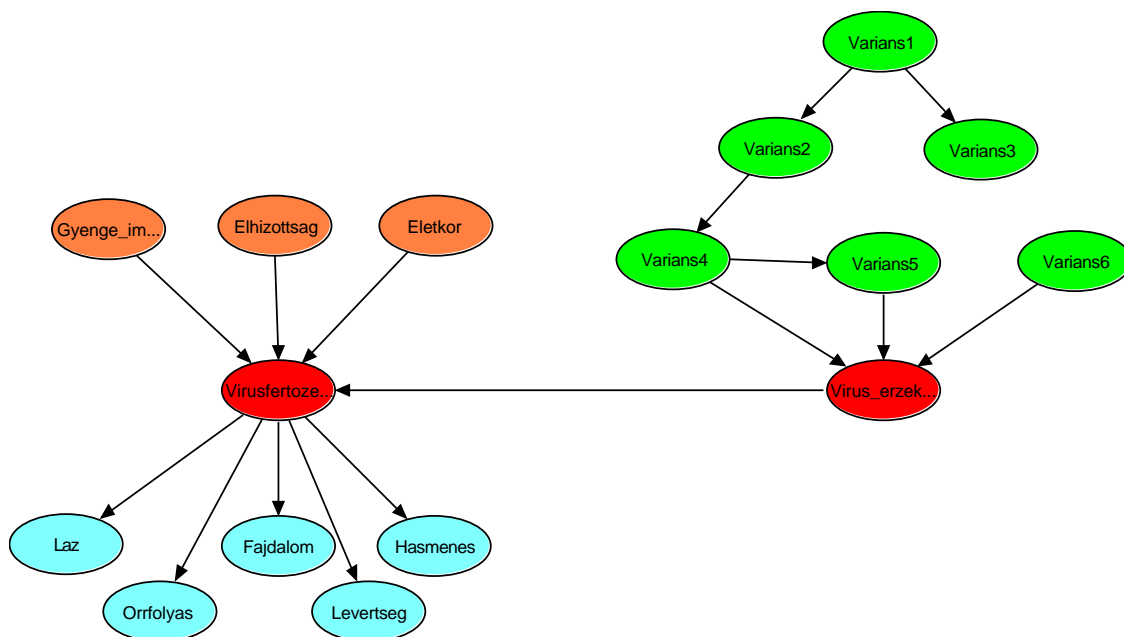 Varians1
Varians2
Varians3
Gyenge_im...
Elhizottsag
Eletkor
Varians4
Varians5
Varians6
Virusfertoze...
Virus_erzek...
Laz
Fajdalom
Hasmenes
Orrfolyas
Levertseg